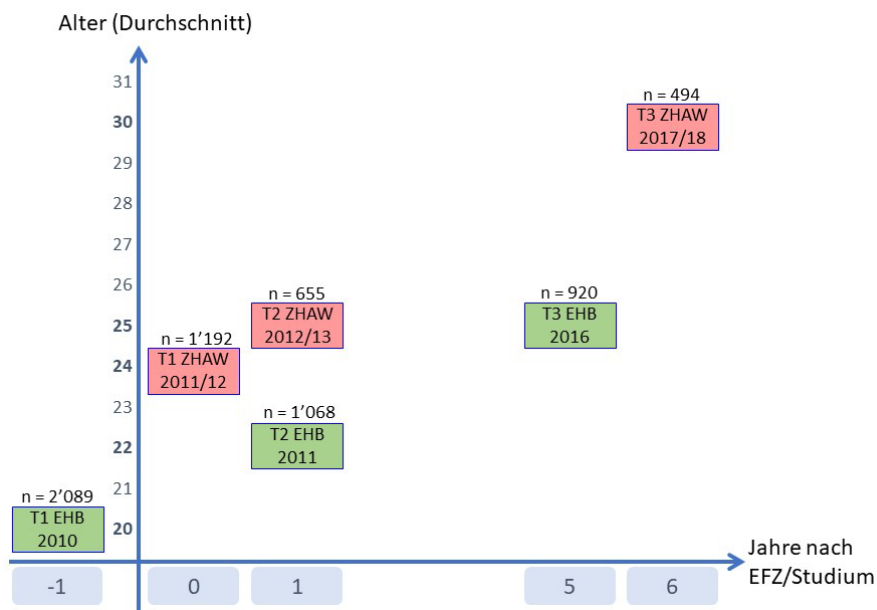 Alter (Durchschnitt)
31
n = 494
30
T3 ZHAW
2017/18
29
28
27
26
n = 655
n = 920
25
T2 ZHAW
2012/13
T3 EHB
2016
n = 1’192
24
T1 ZHAW
2011/12
23
n = 1’068
22
T2 EHB
2011
21
n = 2’089
20
T1 EHB
2010
Jahre nach
EFZ/Studium
-1
0
1
5
6